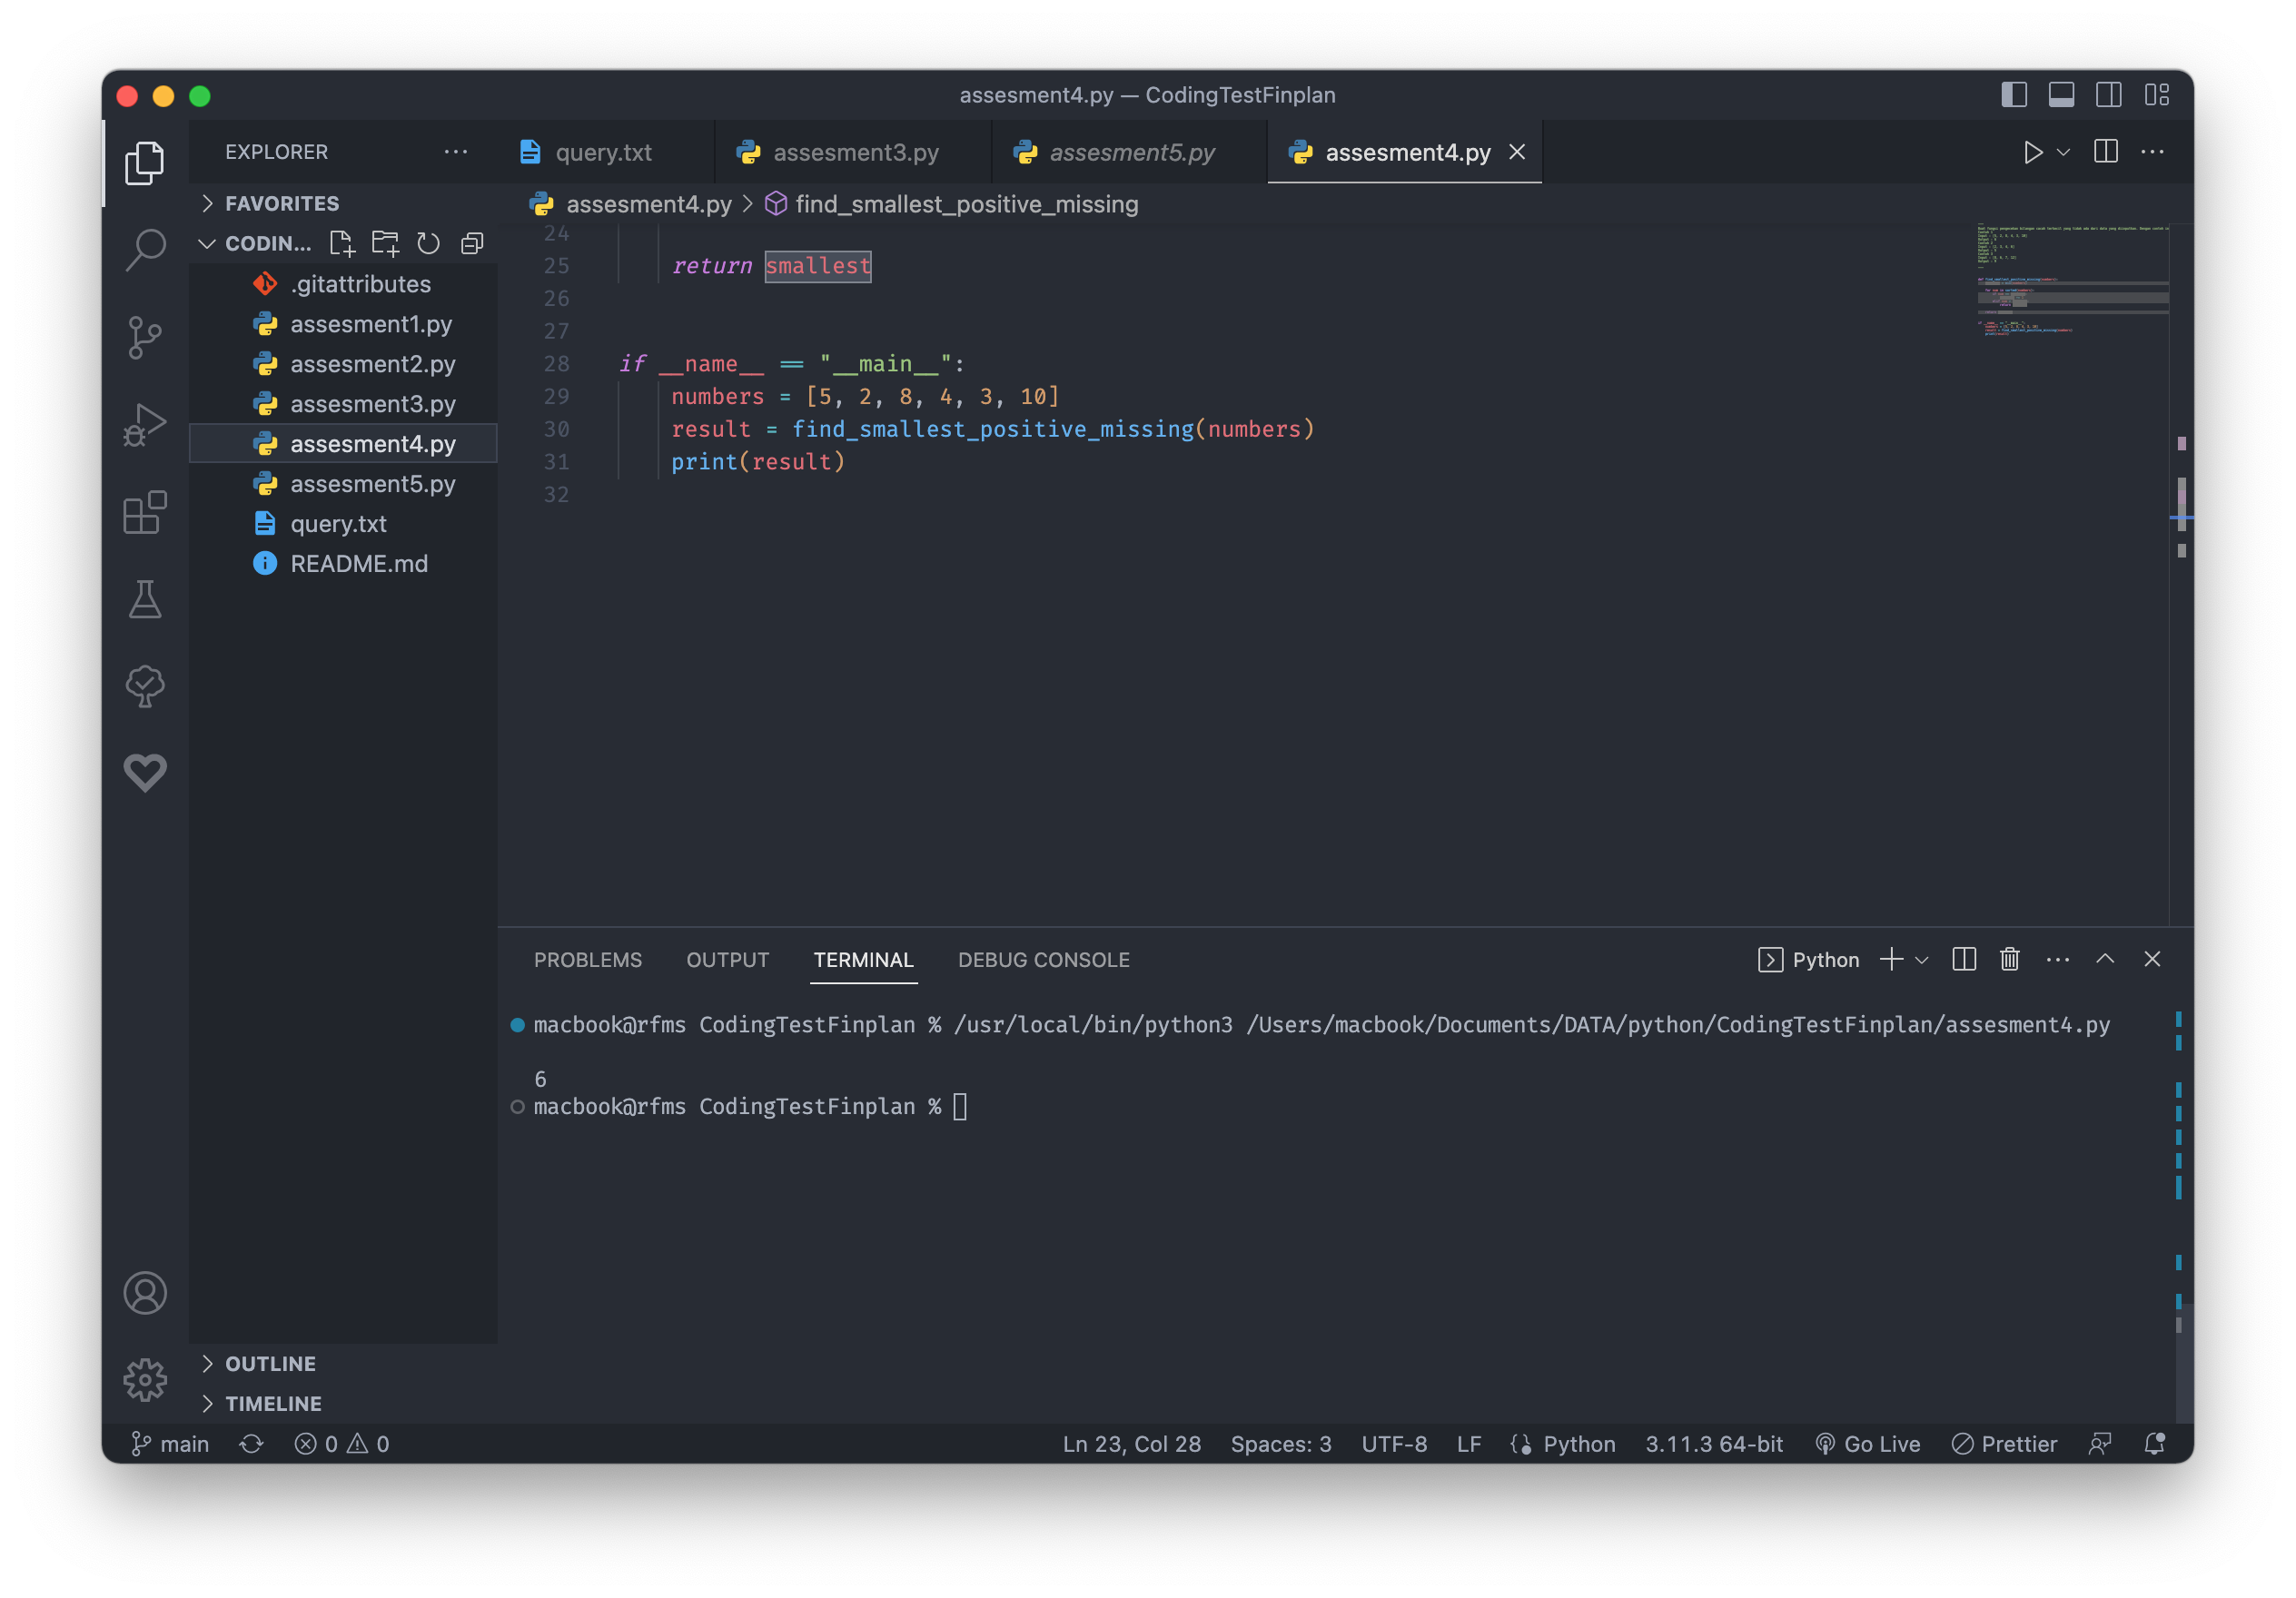 assesment4.py — CodingTestFinplan
EXPLORER
query.txt
assesment3.py
assesment5.py
assesment4.py
FAVORITES
assesment4.py
find_smallest_positive_missing
CODIN...
.gitattributes
assesment1.py
assesment2.py
assesment3.py
assesment4.py
assesment5.py
query.txt
README.md
24
25 return smallest
26
27
28 if __name__ == "__main__":
29 numbers = [5, 2, 8, 4, 3, 10]
30 result = find_smallest_positive_missing(numbers)
31 print(result)
32
PROBLEMS OUTPUT TERMINAL DEBUG CONSOLE
Python
macbook@rfms CodingTestFinplan % /usr/local/bin/python3 /Users/macbook/Documents/DATA/python/CodingTestFinplan/assesment4.py
6
macbook@rfms CodingTestFinplan %
OUTLINE
TIMELINE
main 0 0 Ln 23, Col 28 Spaces: 3 UTF-8 LF Python 3.11.3 64-bit Go Live Prettier